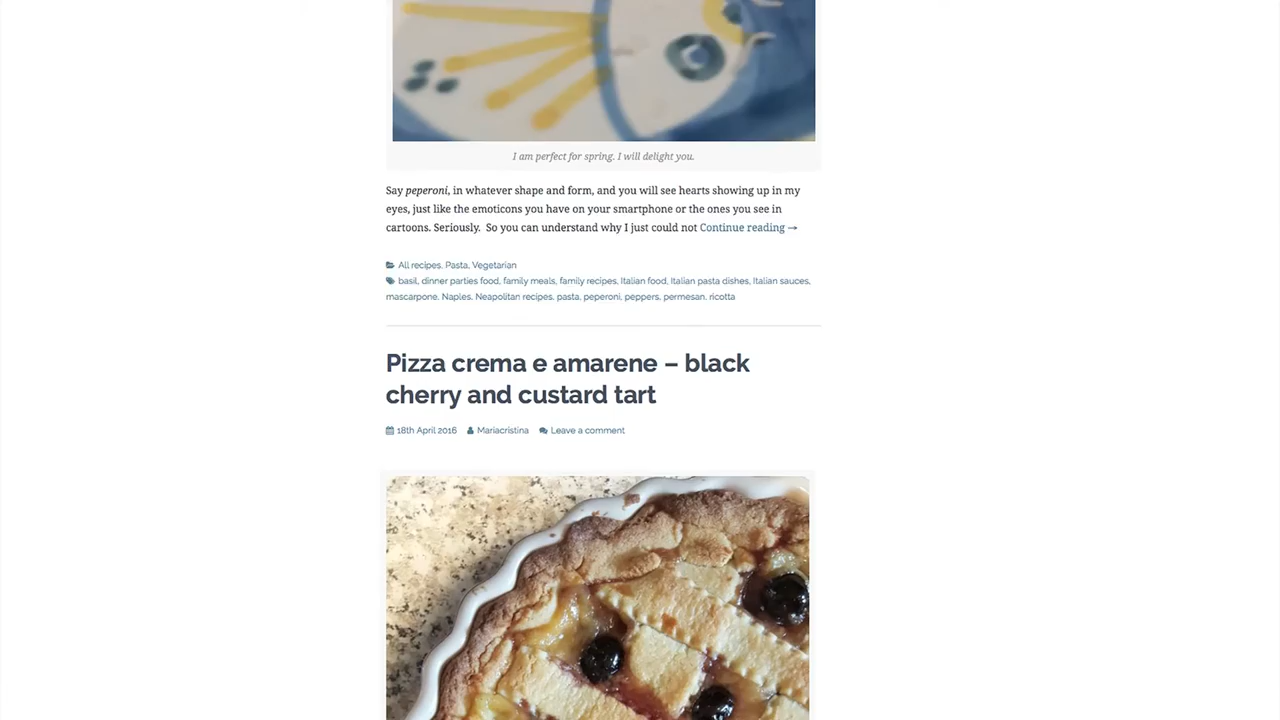 I am perfect for spring. I will delight you.
Say peperoni, in whatever shape and form, and you will see hearts showing up in my
eyes, just like the emoticons you have on your smartphone or the ones you see in
cartoons. Seriously.  So you can understand why I just could not Continue reading →
All recipes, Pasta, Vegetarian
basil, dinner parties food, family meals, family recipes, Italian food, Italian pasta dishes, Italian sauces,
mascarpone, Naples, Neapolitan recipes, pasta, peperoni, peppers, permesan, ricotta
Pizza crema e amarene – black
cherry and custard tart
18th April 2016 Mariacristina Leave a comment